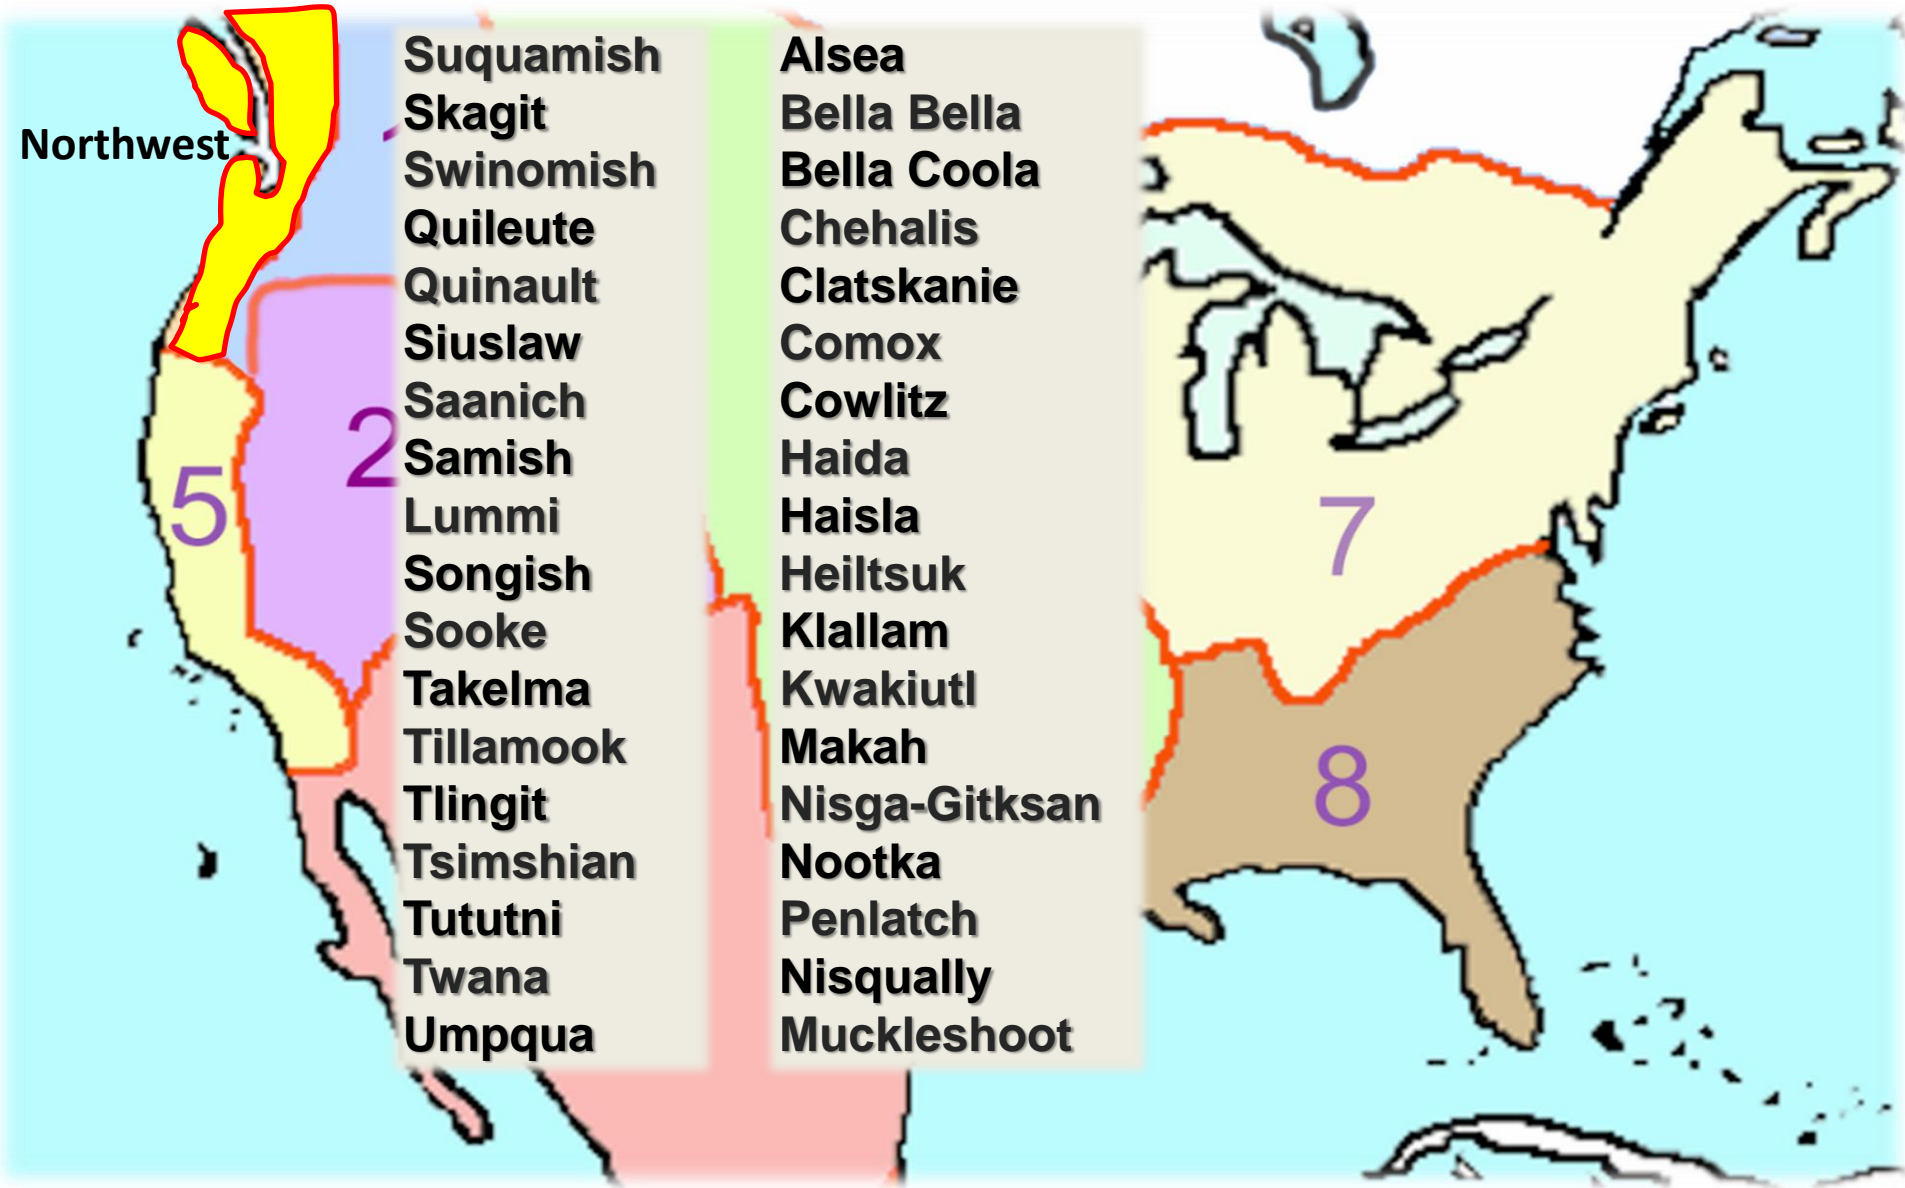 Northwest
Suquamish
Skagit
Swinomish
Quileute
Quinault
Siuslaw
Saanich
Samish
Lummi
Songish
Sooke
Takelma
Tillamook
Tlingit
Tsimshian
Tututni
Twana
Umpqua
Alsea
Bella Bella
Bella Coola
Chehalis
Clatskanie
Comox
Cowlitz
Haida
Haisla
Heiltsuk
Klallam
Kwakiutl
Makah
Nisga-Gitksan
Nootka
Penlatch
Nisqually
Muckleshoot
5
2
7
8